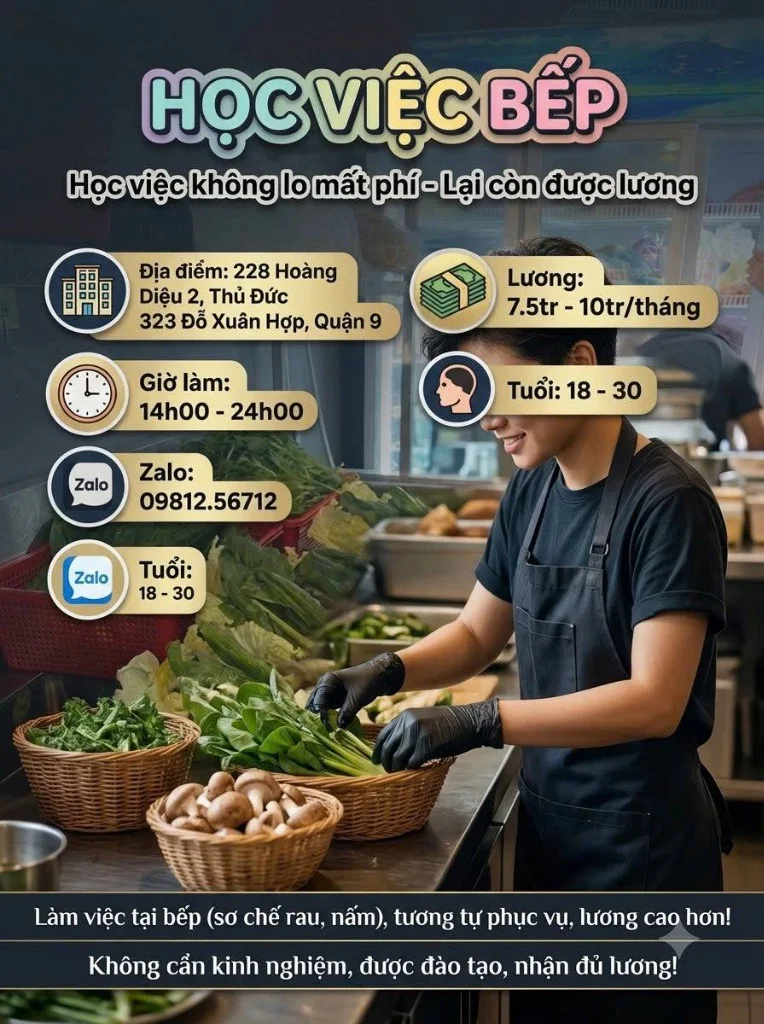 HỌC VIỆC BẾP
Học việc không lo mất phí - Lại còn được lương
Địa điểm: 228 Hoàng
Diệu 2, Thủ Đức
323 Đỗ Xuân Hợp, Quận 9
Lương:
7.5tr - 10tr/tháng
Giờ làm:
14h00 - 24h00
Tuổi: 18 - 30
Zalo
Zalo:
09812.56712
Zalo
Tuổi:
18 - 30
Làm việc tại bếp (sơ chế rau, nấm), tương tự phục vụ, lương cao hơn!
Không cần kinh nghiệm, được đào tạo, nhận đủ lương!